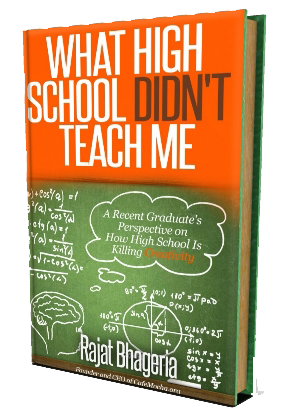 WHAT HIGH
SCHOOL DIDN'T
TEACH ME
A Recent Graduate's
Perspective on
How High School Is
Killing Creativity
Rajat Bhageria
Founder and CEO of CafeMocha.org